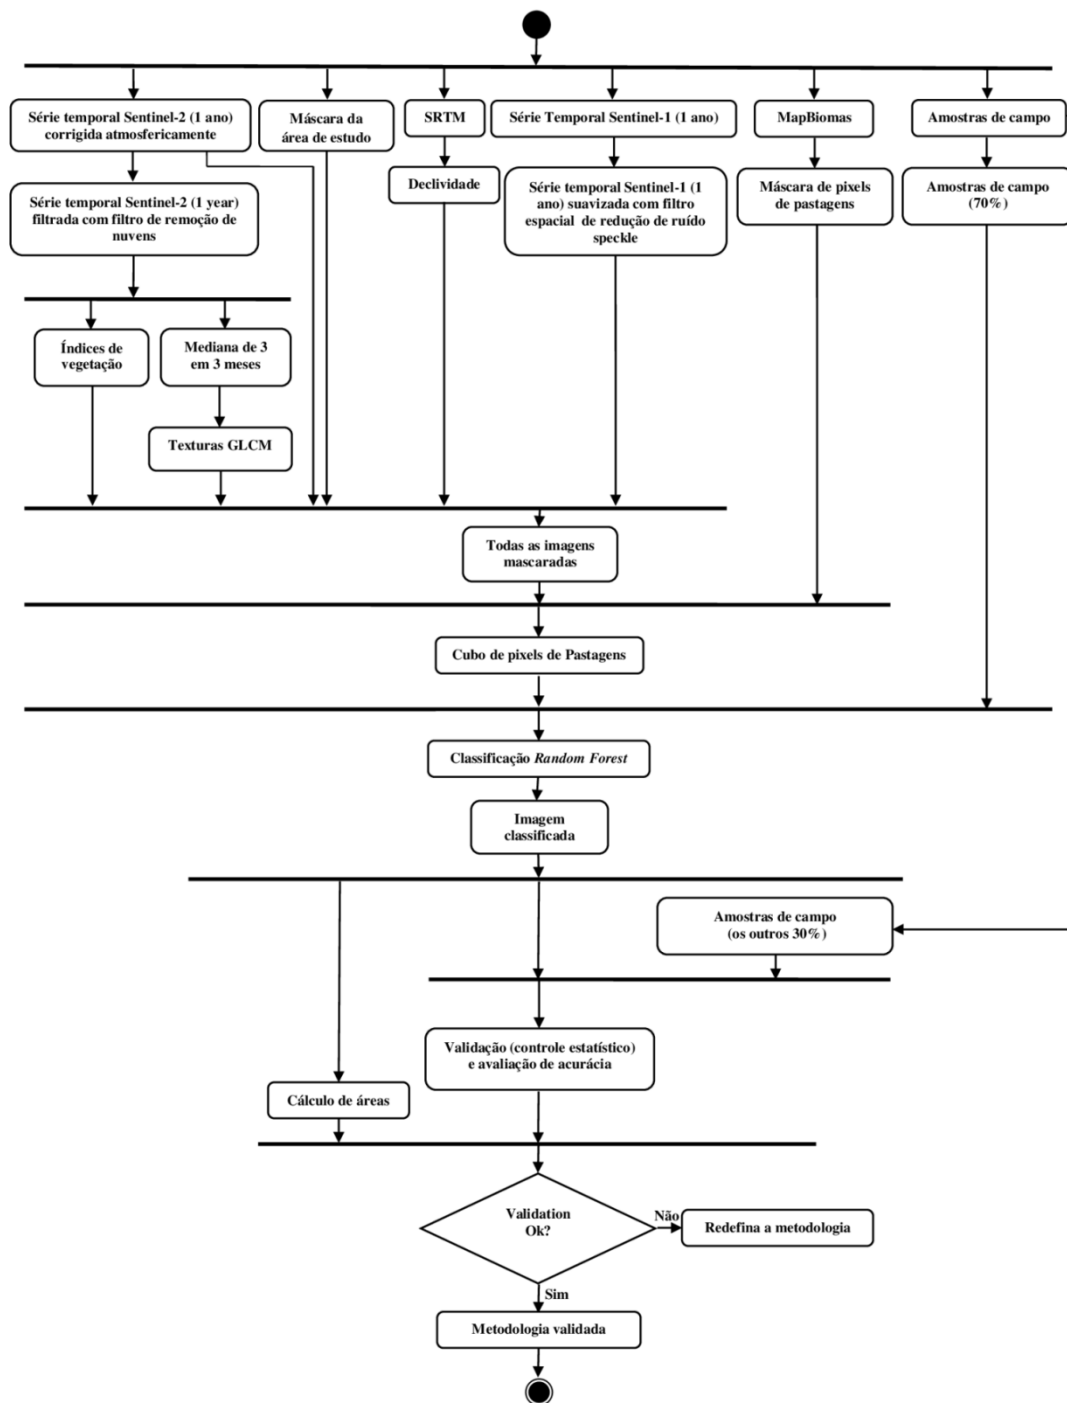 Série temporal Sentinel-2 (1 ano)
corrigida atmosfericamente
Máscara da
área de estudo
SRTM
Série Temporal Sentinel-1 (1 ano)
MapBiomas
Amostras de campo
Série temporal Sentinel-2 (1 year)
filtrada com filtro de remoção de
nuvens
Declividade
Série temporal Sentinel-1 (1
ano) suavizada com filtro
espacial de redução de ruído
speckle
Máscara de pixels
de pastagens
Amostras de campo
(70%)
Índices de
vegetação
Mediana de 3
em 3 meses
Texturas GLCM
Todas as imagens
mascaradas
Cubo de pixels de Pastagens
Classificação Random Forest
Imagem
classificada
Amostras de campo
(os outros 30%)
Validação (controle estatístico)
e avaliação de acurácia
Cálculo de áreas
Validation
Ok?
Não
Redefina a metodologia
Sim
Metodologia validada